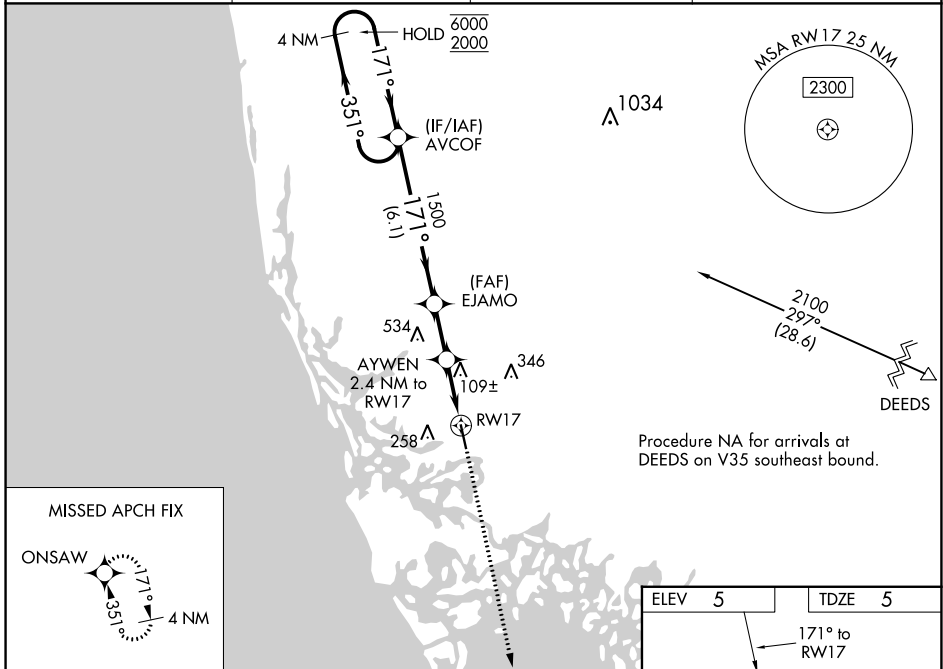 4 NM
HOLD
6000
2000
171°
351°
(IF/IAF)
AVCOF
1034
MSA RW 17 25 NM
2300
1500
171°
(6.1)
(FAF)
EJAMO
534
AYWEN
2.4 NM to
RW17
109±
346
RW17
258
2100
297°
(28.6)
DEEDS
Procedure NA for arrivals at
DEEDS on V35 southeast bound.
MISSED APCH FIX
ONSAW
171°
351°
4 NM
ELEV 5
TDZE 5
171° to
RW17